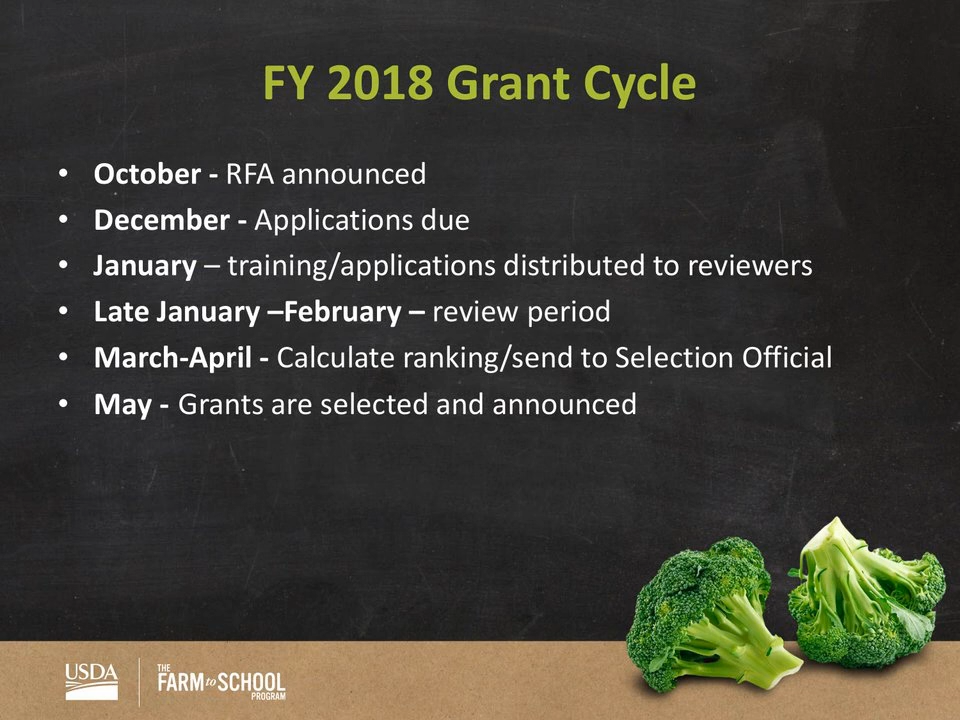 FY 2018 Grant Cycle
• October - RFA announced
• December - Applications due
• January – training/applications distributed to reviewers
• Late January –February – review period
• March-April - Calculate ranking/send to Selection Official
• May - Grants are selected and announced
USDA
THE
FARM to SCHOOL
PROGRAM